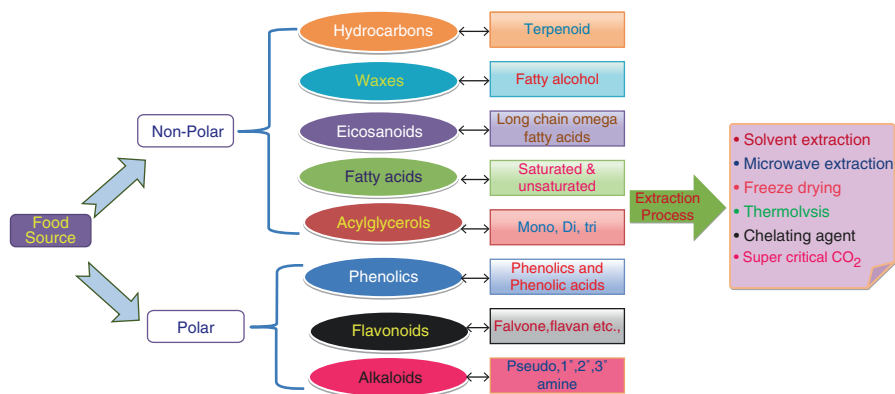 Food
Source
Non-Polar
Polar
Hydrocarbons
Terpenoid
Waxes
Fatty alcohol
Eicosanoids
Long chain omega
fatty acids
Fatty acids
Saturated &
unsaturated
Acylglycerols
Mono, Di, tri
Phenolics
Phenolics and
Phenolic acids
Flavonoids
Falvone,flavan etc.,
Alkaloids
Pseudo,1°,2°,3°
amine
Extraction
Process
• Solvent extraction
• Microwave extraction
• Freeze drying
• Thermolvsis
• Chelating agent
• Super critical CO₂